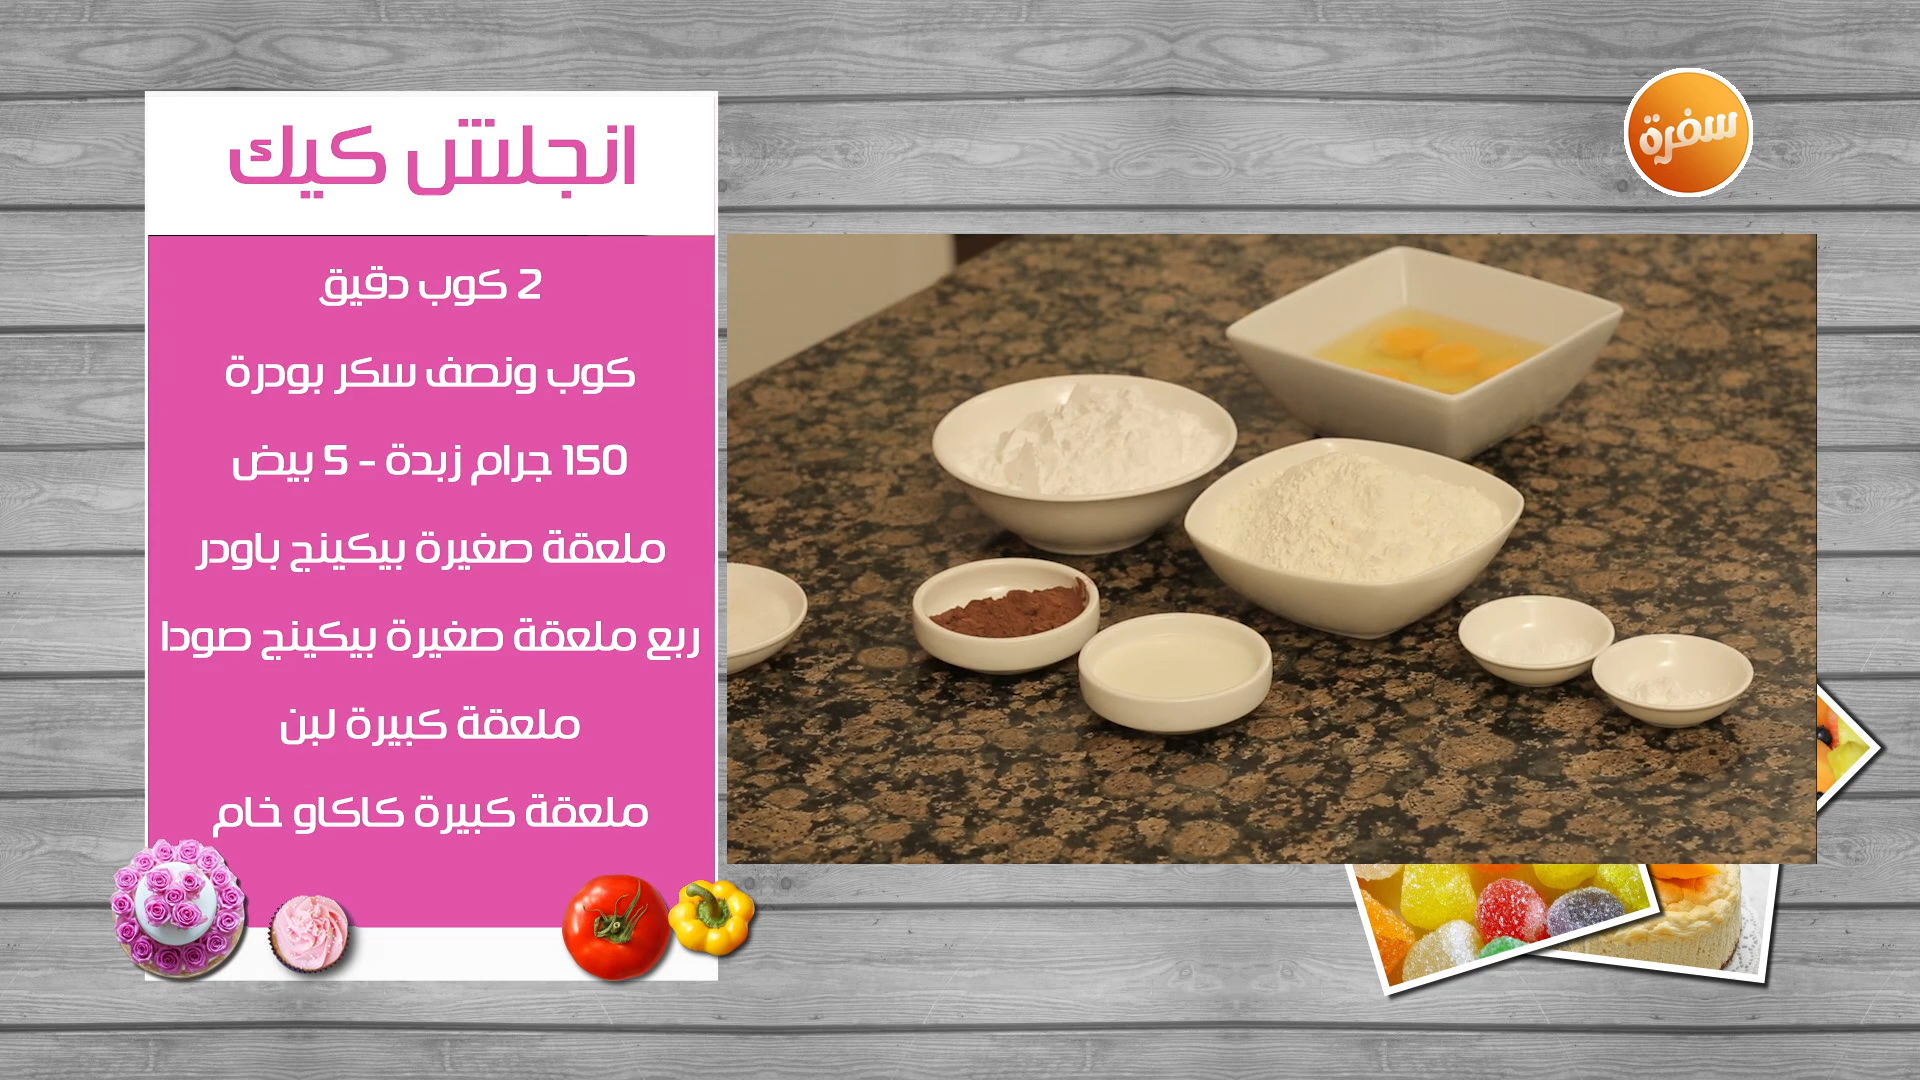 سفرة
انجلش كيك
2 كوب دقيق
كوب ونصف سكر بودرة
150 جرام زبدة - 5 بيض
ملعقة صغيرة بيكينج باودر
ربع ملعقة صغيرة بيكينج صودا
ملعقة كبيرة لبن
ملعقة كبيرة كاكاو خام